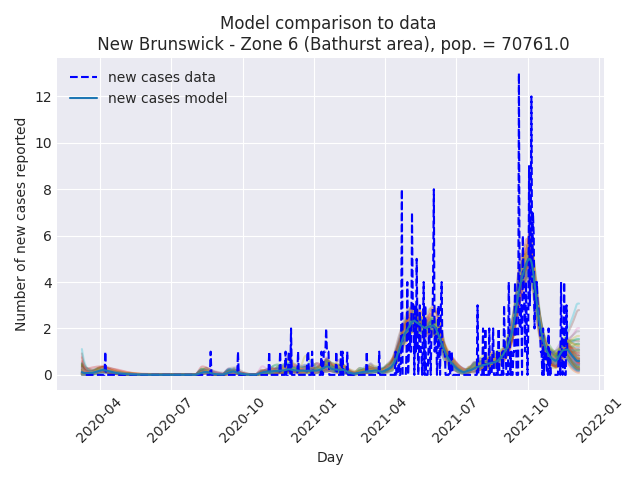 Model comparison to data
New Brunswick - Zone 6 (Bathurst area), pop. = 70761.0
new cases data
new cases model
Number of new cases reported
12
10
8
6
4
2
0
2020-04
2020-07
2020-10
2021-01
2021-04
2021-07
2021-10
2022-01
Day